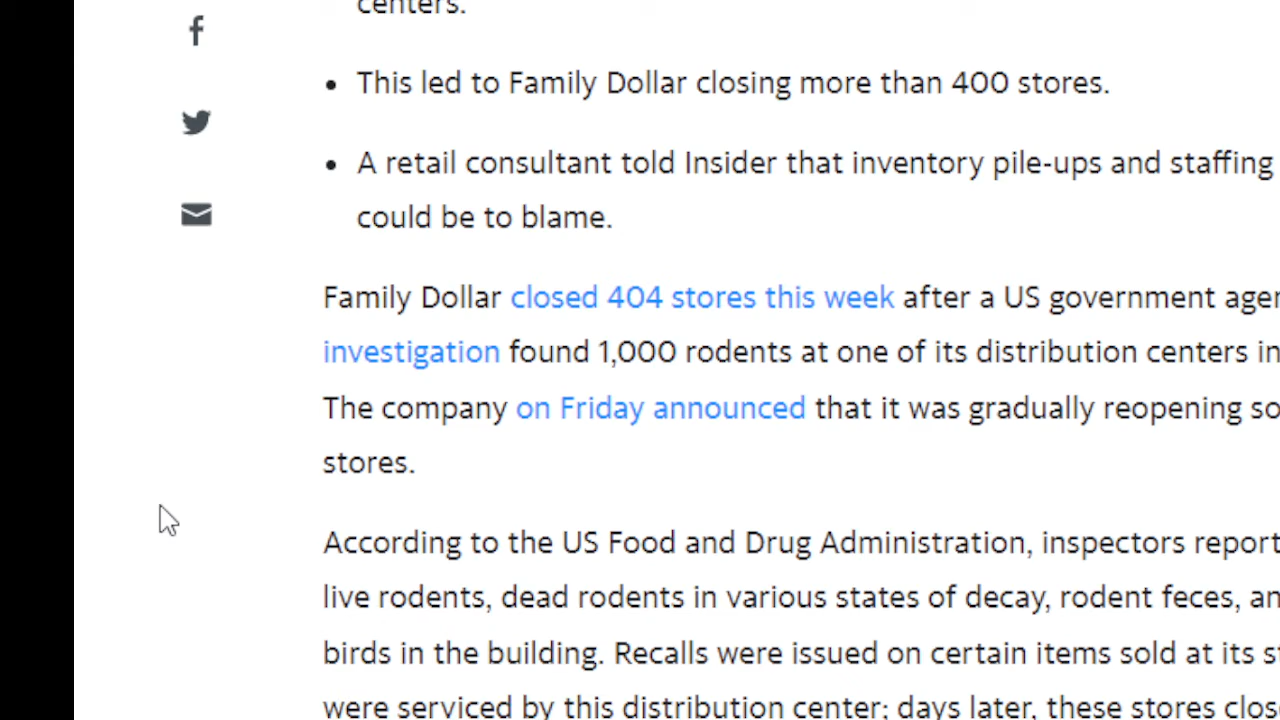 centers.
This led to Family Dollar closing more than 400 stores.
A retail consultant told Insider that inventory pile-ups and staffing
could be to blame.
Family Dollar closed 404 stores this week after a US government
investigation found 1,000 rodents at one of its distribution centers in
The company on Friday announced that it was gradually reopening
stores.
According to the US Food and Drug Administration, inspectors
live rodents, dead rodents in various states of decay, rodent feces,
birds in the building. Recalls were issued on certain items sold at its
were serviced by this distribution center; days later, these stores